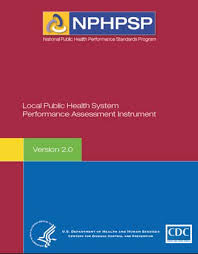 NPHPSP
National Public Health Performance Standards Program
Local Public Health System
Performance Assessment Instrument
Version 2.0
U.S. Department of Health and Human Services
Centers for Disease Control and Prevention
CDC